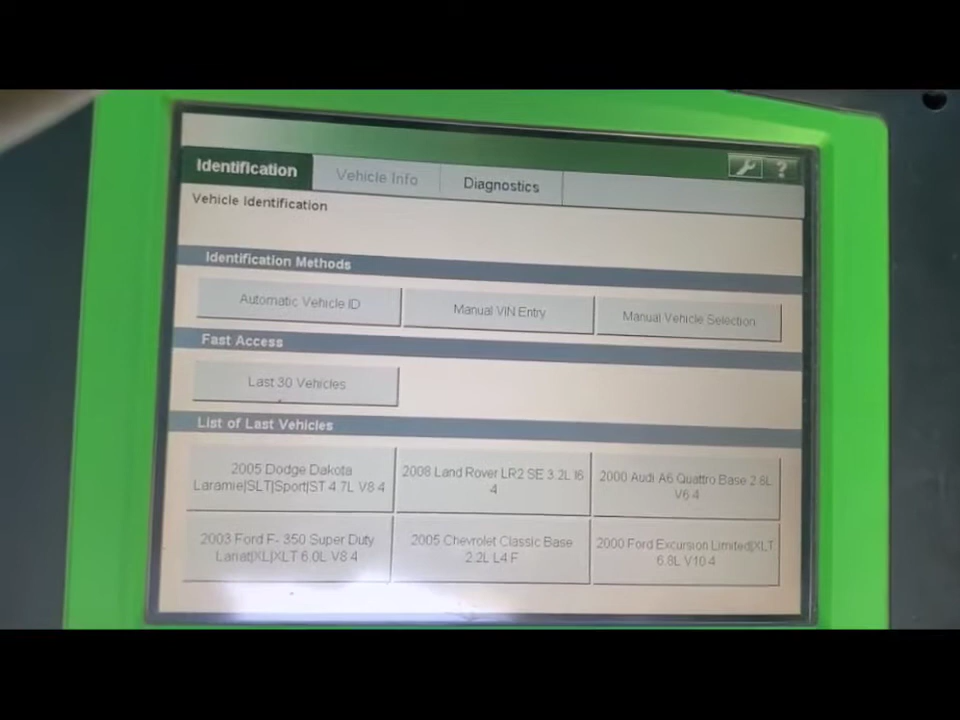 Identification
Vehicle Info
Diagnostics
?
Vehicle Identification
Identification Methods
Automatic Vehicle ID
Manual VIN Entry
Manual Vehicle Selection
Fast Access
Last 30 Vehicles
List of Last Vehicles
2005 Dodge Dakota
Laramie|SLT|Sport|ST 4.7L V8 4
2008 Land Rover LR2 SE 3.2L I6
4
2000 Audi A6 Quattro Base 2.8L
V6 4
2003 Ford F- 350 Super Duty
Lariat|XL|XLT 6.0L V8 4
2005 Chevrolet Classic Base
2.2L L4 F
2000 Ford Excursion Limited|XLT
6.8L V10 4